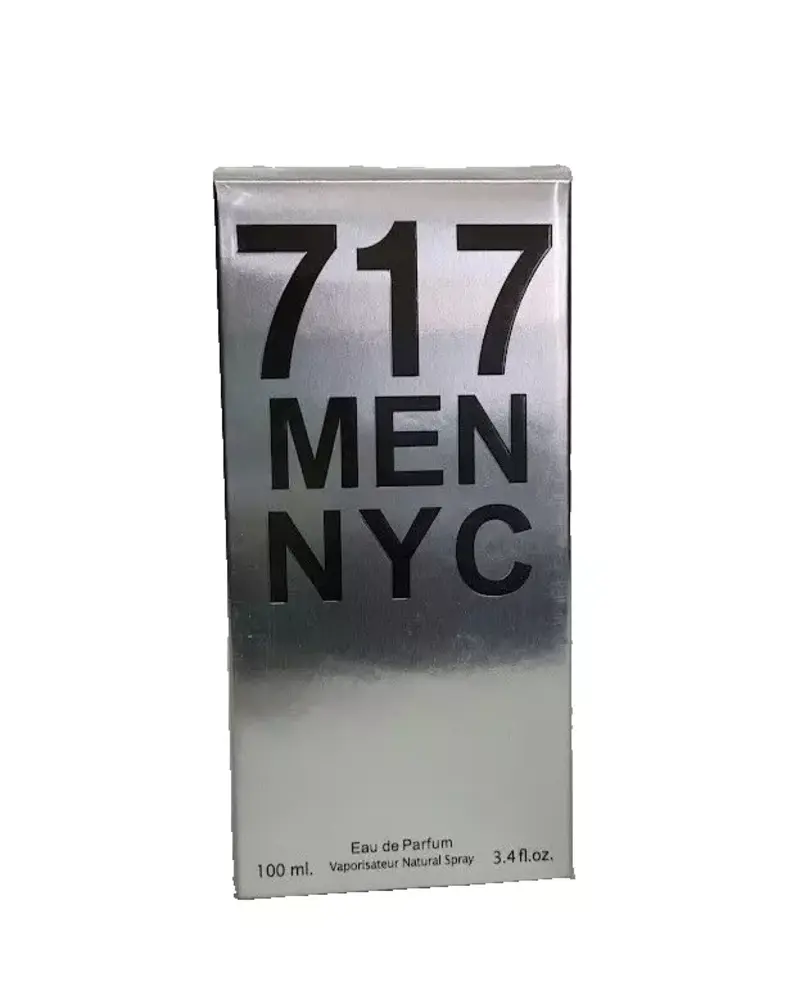 717
MEN
NYC
Eau de Parfum
100 ml. Vaporisateur Natural Spray 3.4 fl.oz.